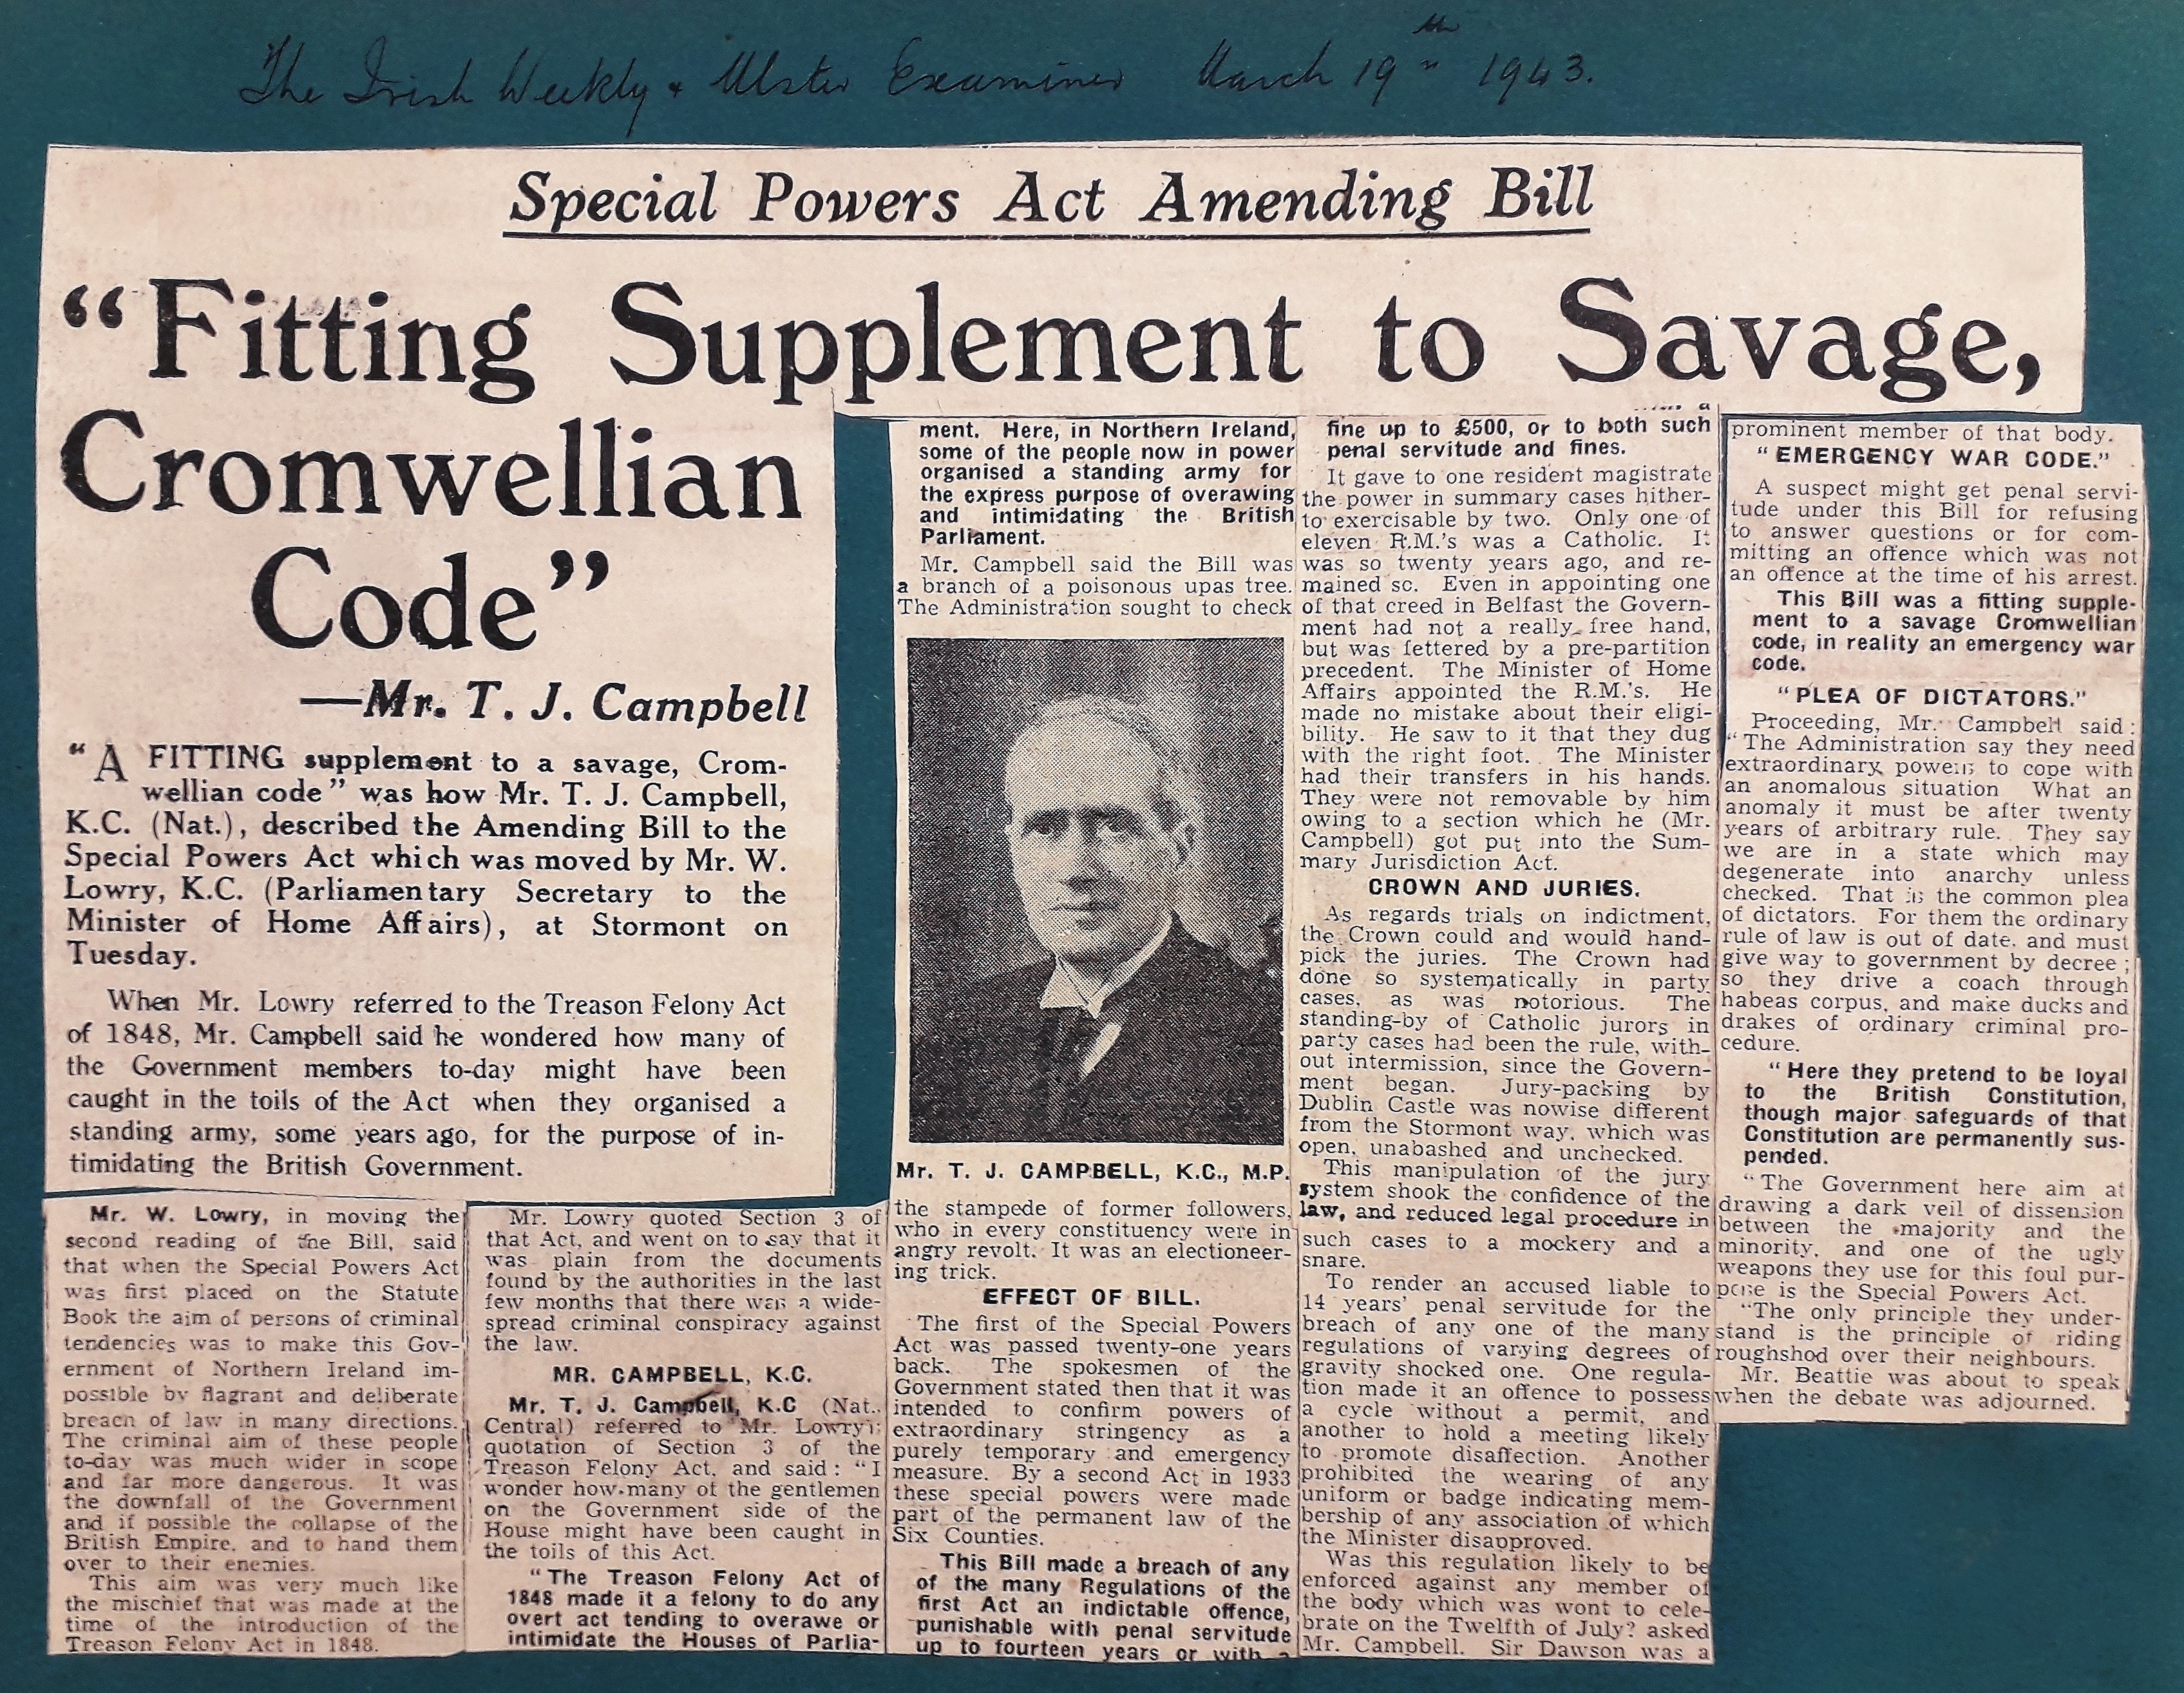 The Irish Weekly & Ulster Examiner March 19th 1943.
Special Powers Act Amending Bill
"Fitting Supplement to Savage,
Cromwellian
Code"
—Mr. T. J. Campbell
"A FITTING supplement to a savage, Crom-
wellian code" was how Mr. T. J. Campbell,
K.C. (Nat.), described the Amending Bill to the
Special Powers Act which was moved by Mr. W.
Lowry, K.C. (Parliamentary Secretary to the
Minister of Home Affairs), at Stormont on
Tuesday.
When Mr. Lowry referred to the Treason Felony Act
of 1848, Mr. Campbell said he wondered how many of
the Government members to-day might have been
caught in the toils of the Act when they organised a
standing army, some years ago, for the purpose of in-
timidating the British Government.
Mr. W. Lowry, in moving the
second reading of the Bill, said
that when the Special Powers Act
was first placed on the Statute
Book the aim of persons of criminal
tendencies was to make this Gov-
ernment of Northern Ireland im-
possible by flagrant and deliberate
breach of law in many directions.
The criminal aim of these people
to-day was much wider in scope
and far more dangerous. It was
the downfall of the Government
and if possible the collapse of the
British Empire, and to hand them
over to their enemies.
This aim was very much like
the mischief that was made at the
time of the introduction of the
Treason Felony Act in 1848.
Mr. Lowry quoted Section 3 of
that Act, and went on to say that it
was plain from the documents
found by the authorities in the last
few months that there was a wide-
spread criminal conspiracy against
the law.
MR. CAMPBELL, K.C.
Mr. T. J. Campbell, K.C (Nat.,
Central) referred to Mr. Lowry's
quotation of Section 3 of the
Treason Felony Act, and said: "I
wonder how many of the gentlemen
on the Government side of the
House might have been caught in
the toils of this Act.
"The Treason Felony Act of
1848 made it a felony to do any
overt act tending to overawe or
intimidate the Houses of Parlia-
ment. Here, in Northern Ireland,
some of the people now in power
organised a standing army for
the express purpose of overawing
and intimidating the British
Parliament.
Mr. Campbell said the Bill was
a branch of a poisonous upas tree.
The Administration sought to check
Mr. T. J. CAMPBELL, K.C., M.P.
the stampede of former followers,
who in every constituency were in
angry revolt. It was an electioneer-
ing trick.
EFFECT OF BILL.
The first of the Special Powers
Act was passed twenty-one years
back. The spokesmen of the
Government stated then that it was
intended to confirm powers of
extraordinary stringency as a
purely temporary and emergency
measure. By a second Act in 1933
these special powers were made
part of the permanent law of the
Six Counties.
This Bill made a breach of any
of the many Regulations of the
first Act an indictable offence,
punishable with penal servitude
up to fourteen years or with a
fine up to £500, or to both such
penal servitude and fines.
It gave to one resident magistrate
the power in summary cases hither-
to exercisable by two. Only one of
eleven R.M.'s was a Catholic. It
was so twenty years ago, and re-
mained so. Even in appointing one
of that creed in Belfast the Govern-
ment had not a really free hand,
but was fettered by a pre-partition
precedent. The Minister of Home
Affairs appointed the R.M.'s. He
made no mistake about their eligi-
bility. He saw to it that they dug
with the right foot. The Minister
had their transfers in his hands.
They were not removable by him
owing to a section which he (Mr.
Campbell) got put into the Sum-
mary Jurisdiction Act.
CROWN AND JURIES.
As regards trials on indictment,
the Crown could and would hand-
pick the juries. The Crown had
done so systematically in party
cases, as was notorious. The
standing-by of Catholic jurors in
party cases had been the rule, with-
out intermission, since the Govern-
ment began. Jury-packing by
Dublin Castle was nowise different
from the Stormont way, which was
open, unabashed and unchecked.
This manipulation of the jury
system shook the confidence of the
law, and reduced legal procedure in
such cases to a mockery and a
snare.
To render an accused liable to
14 years' penal servitude for the
breach of any one of the many
regulations of varying degrees of
gravity shocked one. One regula-
tion made it an offence to possess
a cycle without a permit, and
another to hold a meeting likely
to promote disaffection. Another
prohibited the wearing of any
uniform or badge indicating mem-
bership of any association of which
the Minister disapproved.
Was this regulation likely to be
enforced against any member of
the body which was wont to cele-
brate on the Twelfth of July? asked
Mr. Campbell. Sir Dawson was a
prominent member of that body.
"EMERGENCY WAR CODE."
A suspect might get penal servi-
tude under this Bill for refusing
to answer questions or for com-
mitting an offence which was not
an offence at the time of his arrest.
This Bill was a fitting supple-
ment to a savage Cromwellian
code, in reality an emergency war
code.
"PLEA OF DICTATORS."
Proceeding, Mr. Campbell said:
"The Administration say they need
extraordinary powers to cope with
an anomalous situation What an
anomaly it must be after twenty
years of arbitrary rule. They say
we are in a state which may
degenerate into anarchy unless
checked. That is the common plea
of dictators. For them the ordinary
rule of law is out of date, and must
give way to government by decree;
so they drive a coach through
habeas corpus, and make ducks and
drakes of ordinary criminal pro-
cedure.
"Here they pretend to be loyal
to the British Constitution,
though major safeguards of that
Constitution are permanently sus-
pended.
"The Government here aim at
drawing a dark veil of dissension
between the majority and the
minority, and one of the ugly
weapons they use for this foul pur-
pose is the Special Powers Act.
"The only principle they under-
stand is the principle of riding
roughshod over their neighbours.
Mr. Beattie was about to speak
when the debate was adjourned.